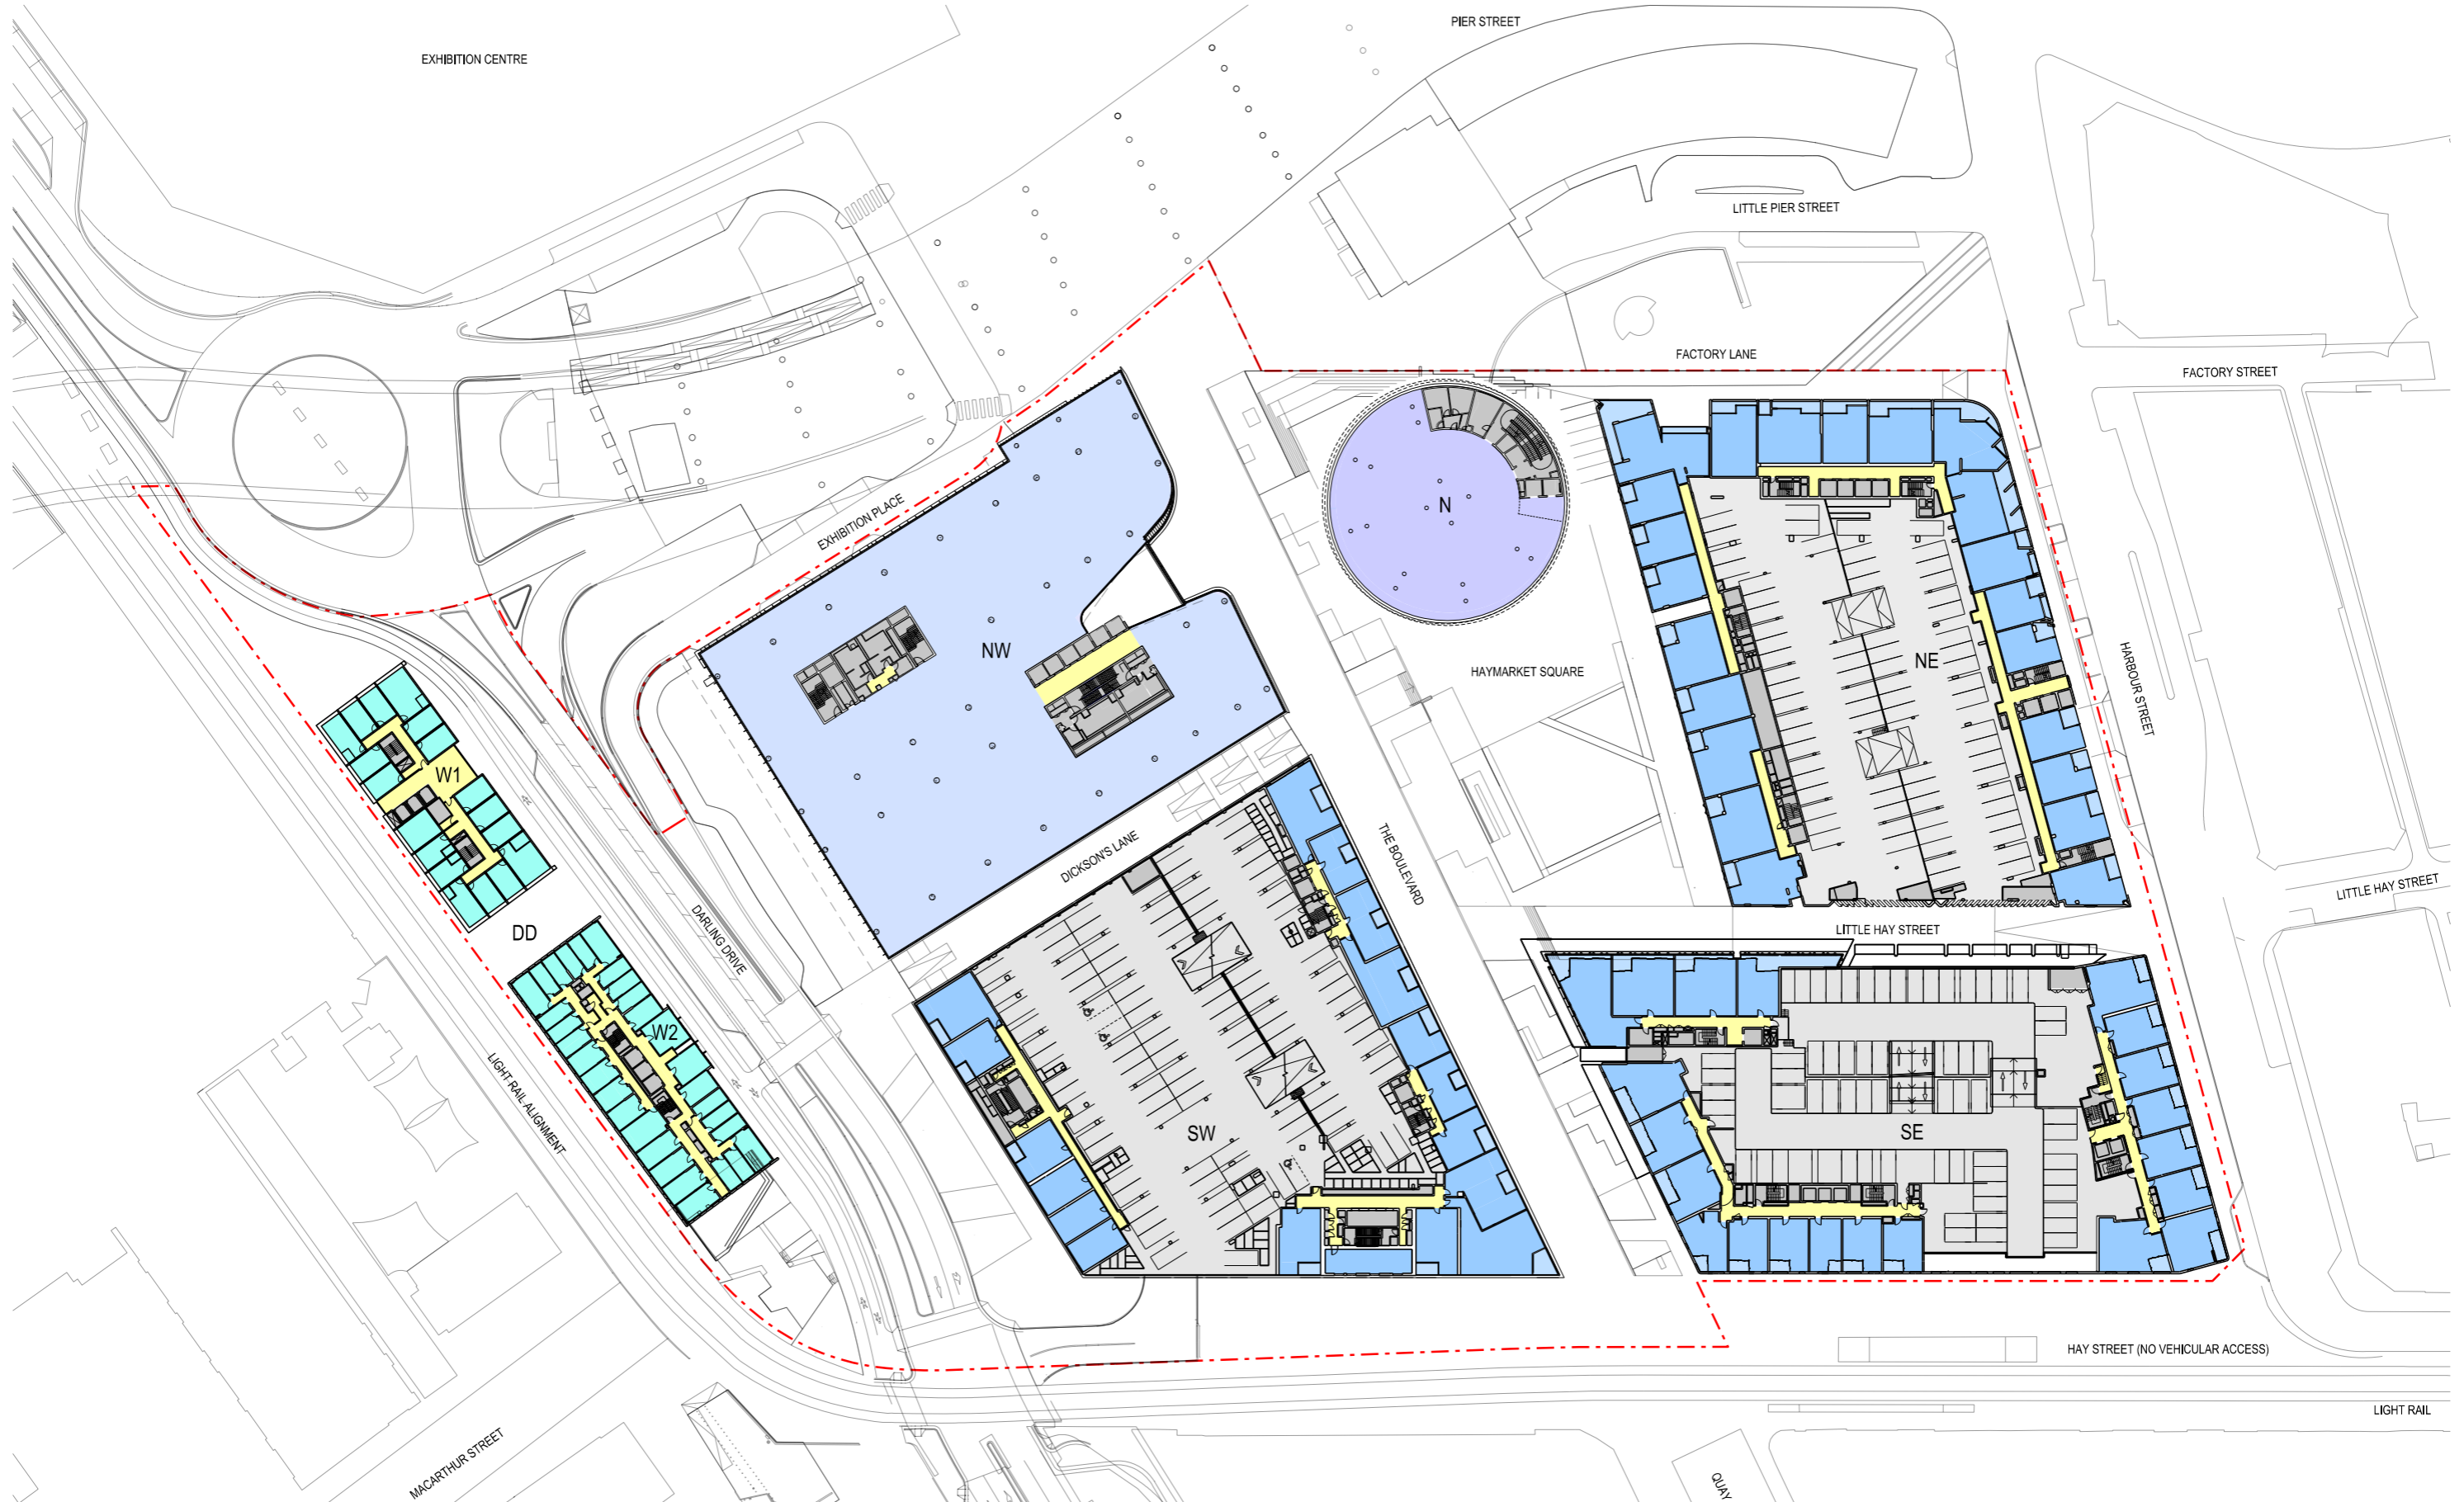 PIER STREET
EXHIBITION CENTRE
LITTLE PIER STREET
FACTORY LANE
FACTORY STREET
N
EXHIBITION PLACE
NW
HAYMARKET SQUARE
NE
HARBOUR STREET
W1
THE BOULEVARD
DICKSON'S LANE
LITTLE HAY STREET
DD
DARLING DRIVE
LITTLE HAY STREET
W2
LIGHT RAIL ALIGNMENT
SW
SE
HAY STREET (NO VEHICULAR ACCESS)
LIGHT RAIL
MACARTHUR STREET
QUAY